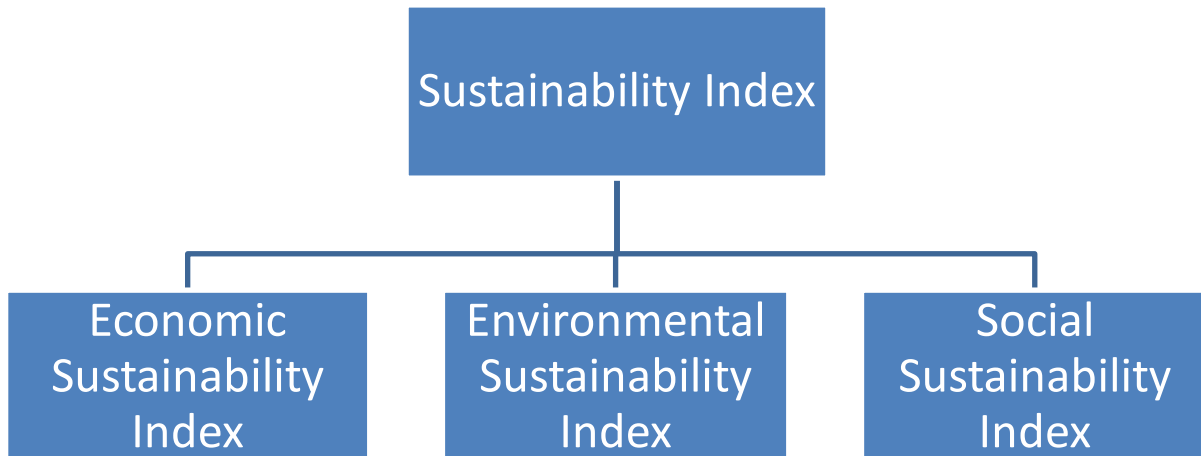 Sustainability Index
Economic
Sustainability
Index
Environmental
Sustainability
Index
Social
Sustainability
Index